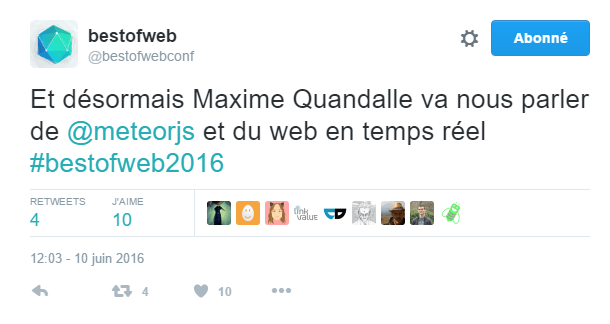 bestofweb
@bestofwebconf
Abonné
Et désormais Maxime Quandalle va nous parler
de @meteorjs et du web en temps réel
#bestofweb2016
RETWEETS
J'AIME
4
10
link
value
12:03 - 10 juin 2016
4
10